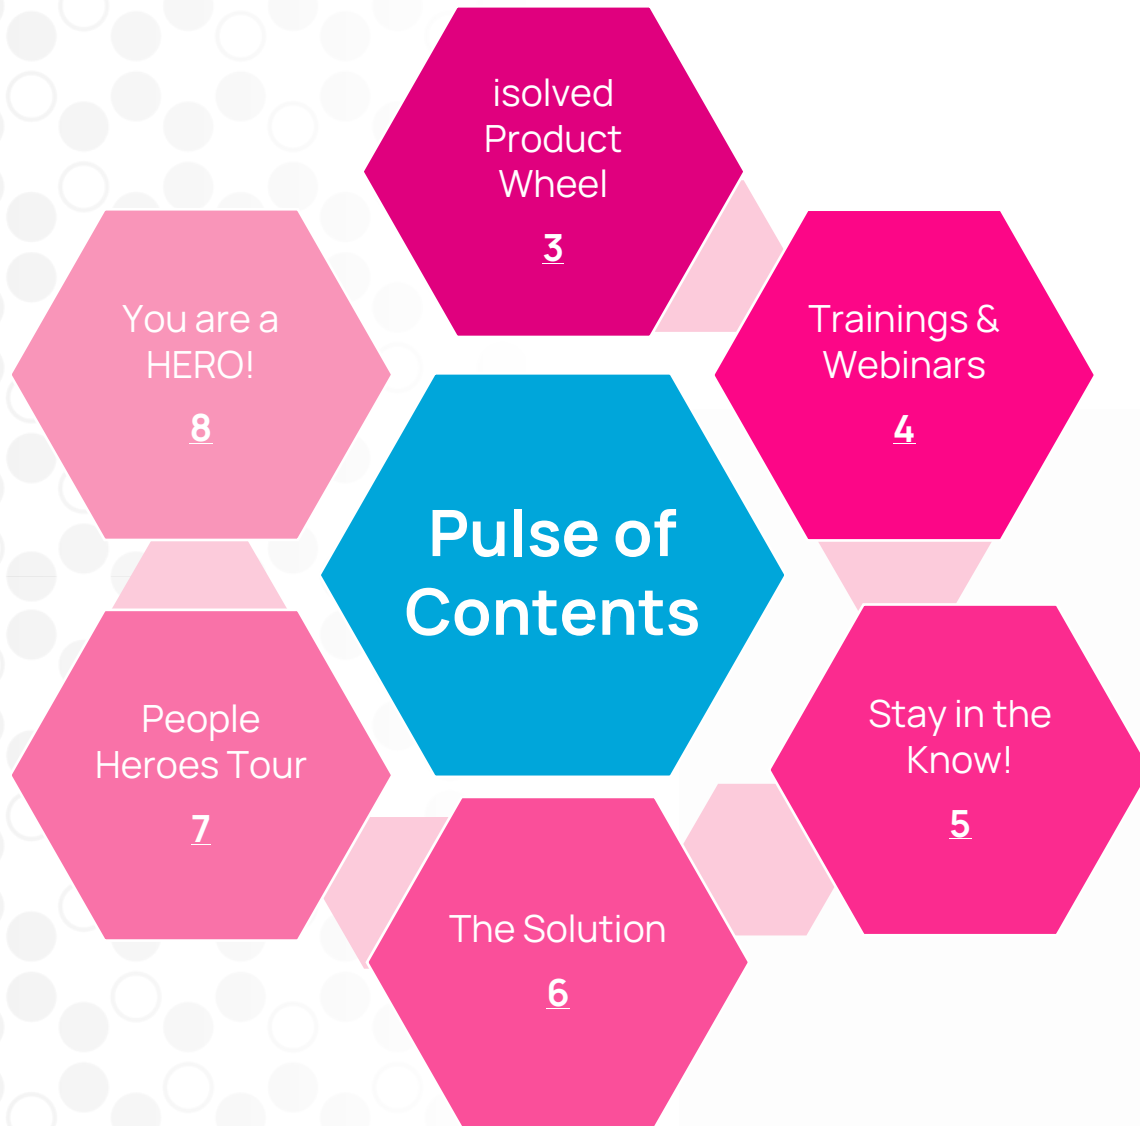 isolved
Product
Wheel
3
Trainings &
Webinars
4
Stay in the
Know!
5
The Solution
6
People
Heroes Tour
7
You are a
HERO!
8
Pulse of
Contents